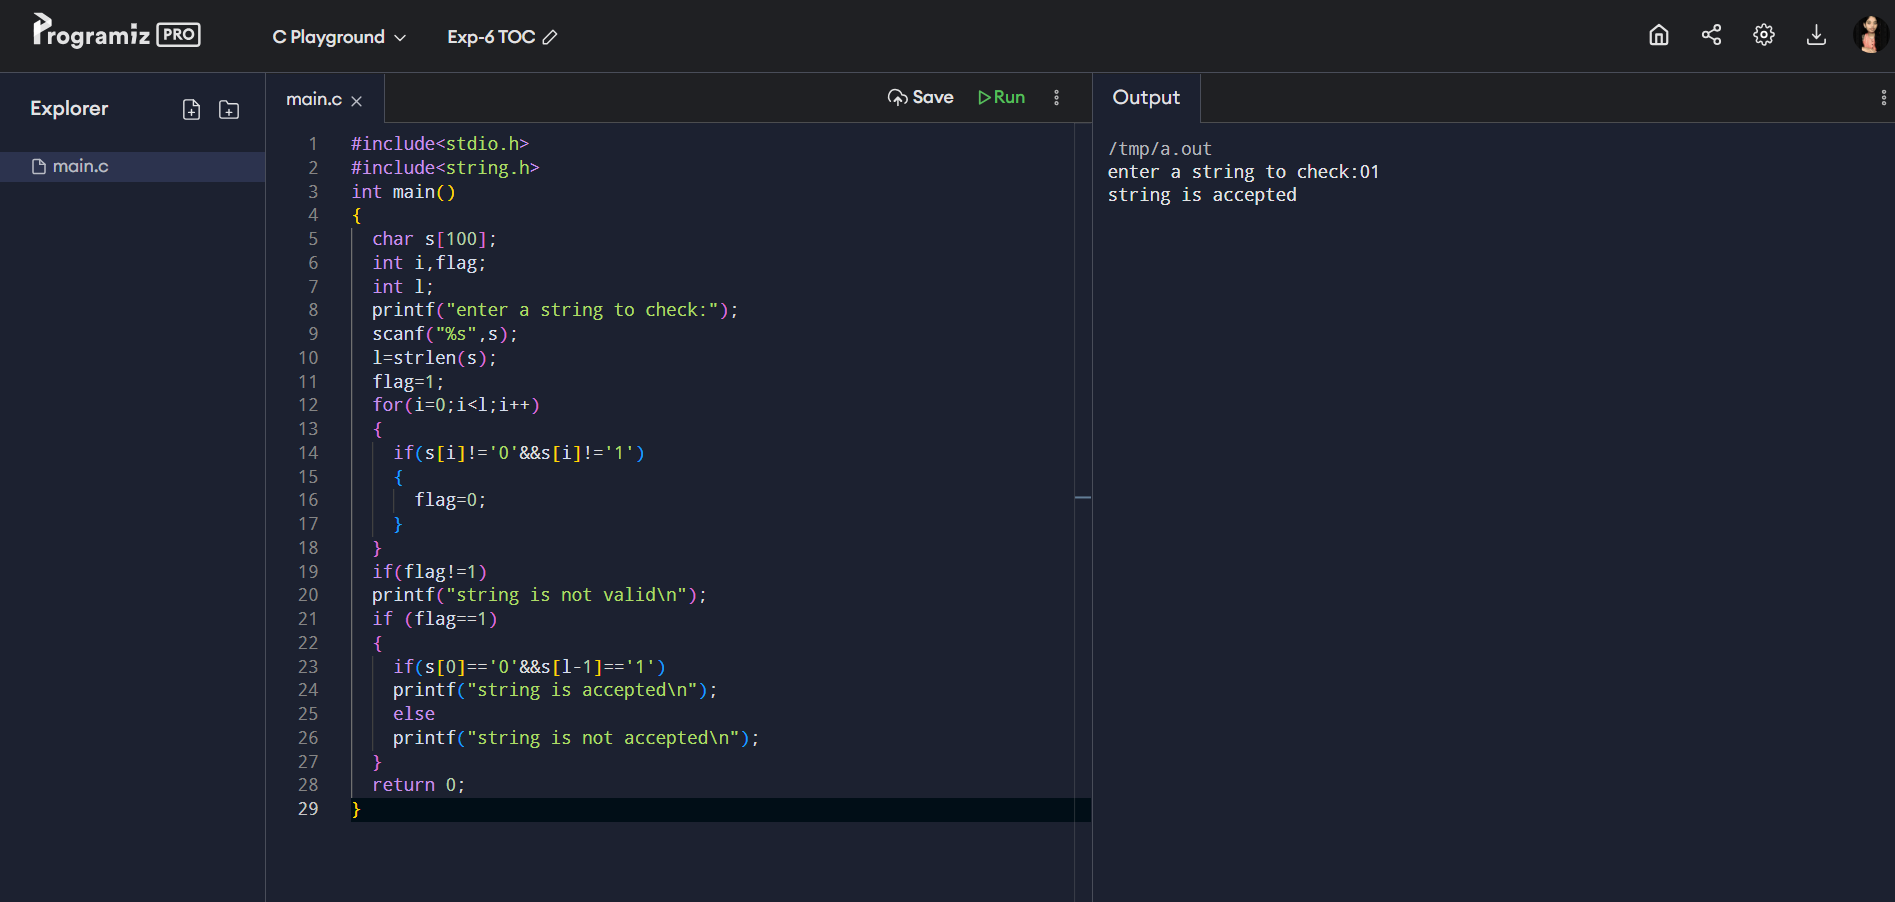 Programiz PRO
C Playground
Exp-6 TOC
Explorer
main.c
main.c
Save
Run
1 #include<stdio.h>
2 #include<string.h>
3 int main()
4 {
5 char s[100];
6 int i,flag;
7 int l;
8 printf("enter a string to check:");
9 scanf("%s",s);
10 l=strlen(s);
11 flag=1;
12 for(i=0;i<l;i++)
13 {
14 if(s[i]!='0'&&s[i]!='1')
15 {
16 flag=0;
17 }
18 }
19 if(flag!=1)
20 printf("string is not valid\n");
21 if (flag==1)
22 {
23 if(s[0]=='0'&&s[l-1]=='1')
24 printf("string is accepted\n");
25 else
26 printf("string is not accepted\n");
27 }
28 return 0;
29 }
Output
/tmp/a.out
enter a string to check:01
string is accepted